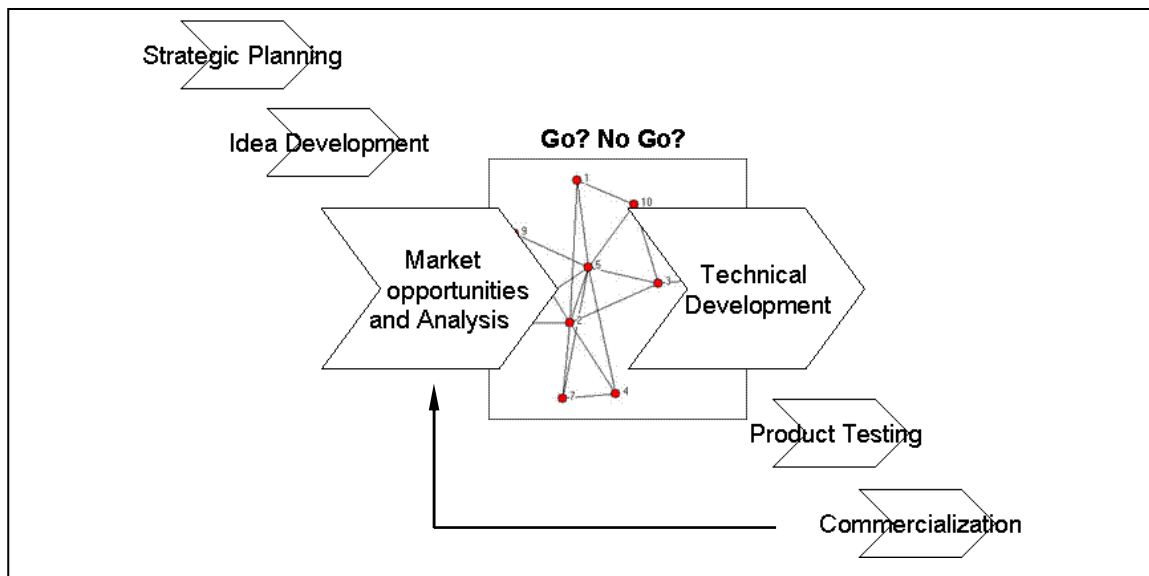 Strategic Planning
Idea Development
Go? No Go?
1
10
9
Market
opportunities
and Analysis
5
3
Technical
Development
2
7
4
Product Testing
Commercialization